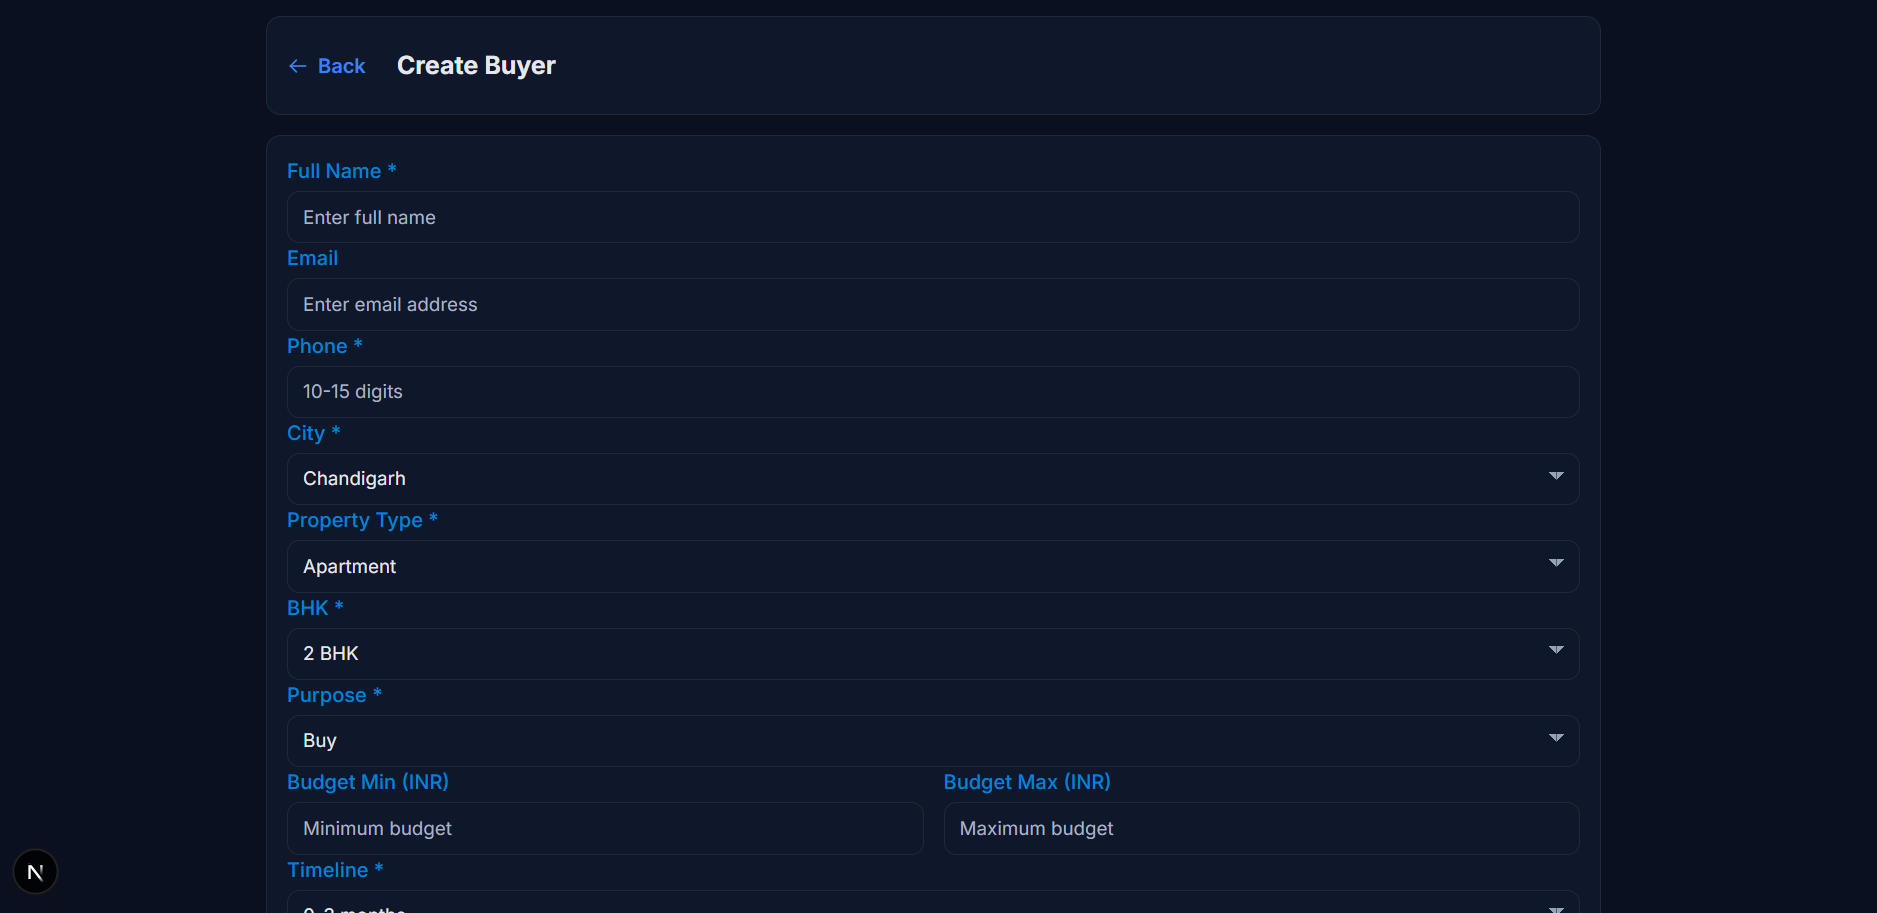 ← Back Create Buyer
Full Name *
Enter full name
Email
Enter email address
Phone *
10-15 digits
City *
Chandigarh
Property Type *
Apartment
BHK *
2 BHK
Purpose *
Buy
Budget Min (INR) Budget Max (INR)
Minimum budget Maximum budget
Timeline *
N